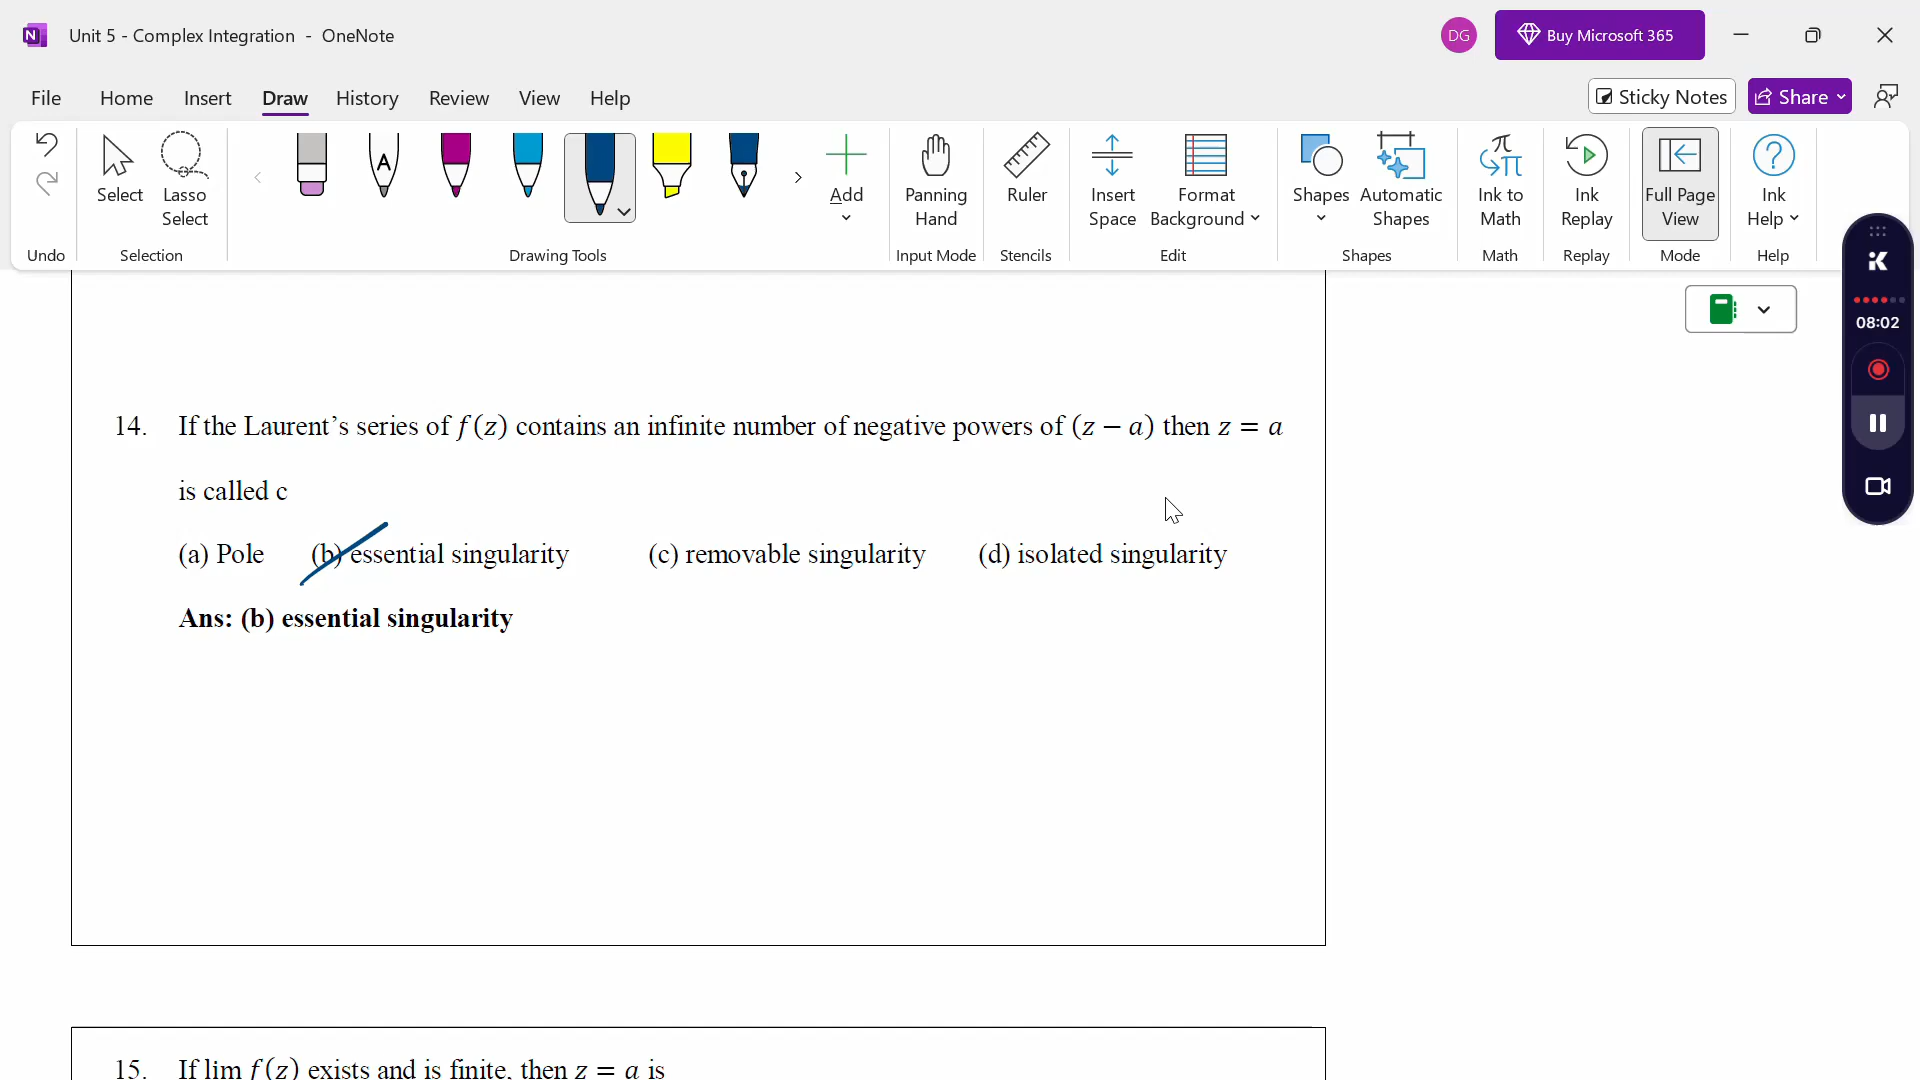 Unit 5 - Complex Integration - OneNote
DG
Buy Microsoft 365
File Home Insert Draw History Review View Help
Sticky Notes
Share
Select
Lasso Select
A
Add
Panning Hand
Ruler
Insert Space
Format Background
Shapes
Automatic Shapes
Ink to Math
Ink Replay
Full Page View
Ink Help
Undo Selection Drawing Tools Input Mode Stencils Edit Shapes Math Replay Mode Help
08:02
14. If the Laurent's series of f(z) contains an infinite number of negative powers of (z − a) then z = a
is called c
(a) Pole (b) essential singularity (c) removable singularity (d) isolated singularity
Ans: (b) essential singularity
15. If lim f(z) exists and is finite, then z = a is